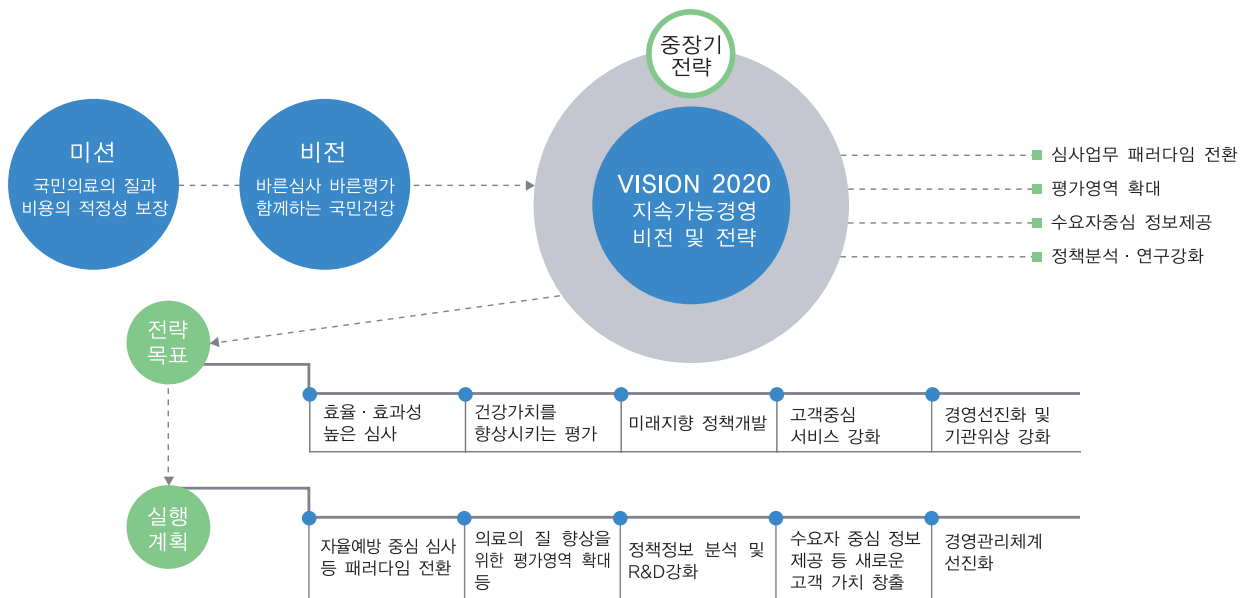 중장기
전략
미션
국민의료의 질과
비용의 적정성 보장
비전
바른심사 바른평가
함께하는 국민건강
VISION 2020
지속가능경영
비전 및 전략
심사업무 패러다임 전환
평가영역 확대
수요자중심 정보제공
정책분석·연구강화
전략
목표
효율·효과성
높은 심사
건강가치를
향상시키는 평가
미래지향 정책개발
고객중심
서비스 강화
경영선진화 및
기관위상 강화
실행
계획
자율예방 중심 심사
등 패러다임 전환
의료의 질 향상을
위한 평가영역 확대
등
정책정보 분석 및
R&D강화
수요자 중심 정보
제공 등 새로운
고객 가치 창출
경영관리체계
선진화